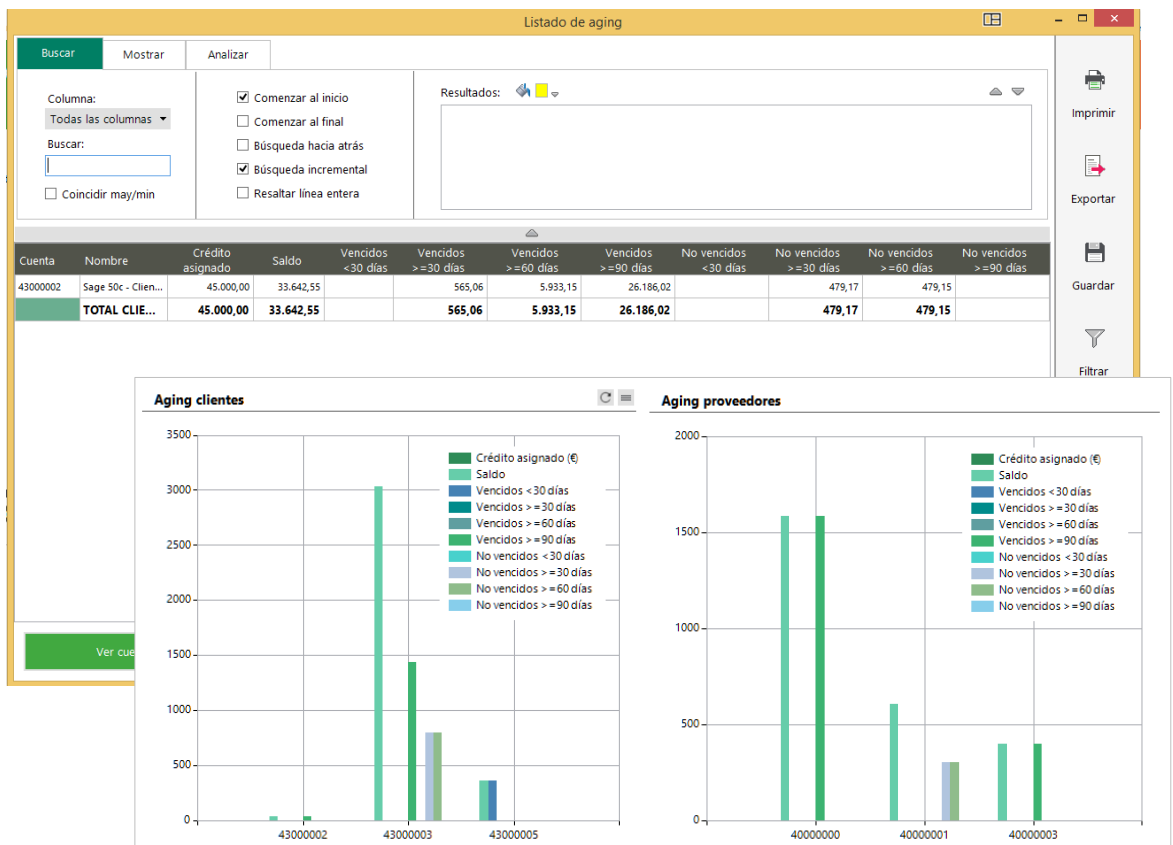 Listado de aging
Buscar Mostrar Analizar
Columna:
Todas las columnas
Buscar:
Coincidir may/min
Comenzar al inicio
Comenzar al final
Búsqueda hacia atrás
Búsqueda incremental
Resaltar línea entera
Resultados:
Imprimir
Exportar
Guardar
Filtrar
Cuenta Nombre Crédito asignado Saldo Vencidos <30 días Vencidos >=30 días Vencidos >=60 días Vencidos >=90 días No vencidos <30 días No vencidos >=30 días No vencidos >=60 días No vencidos >=90 días
43000002 Sage 50c - Clien... 45.000,00 33.642,55 565,06 5.933,15 26.186,02 479,17 479,15
TOTAL CLIE... 45.000,00 33.642,55 565,06 5.933,15 26.186,02 479,17 479,15
Ver cue
Aging clientes
3500
3000
2500
2000
1500
1000
500
0
Crédito asignado (€)
Saldo
Vencidos <30 días
Vencidos >=30 días
Vencidos >=60 días
Vencidos >=90 días
No vencidos <30 días
No vencidos >=30 días
No vencidos >=60 días
No vencidos >=90 días
43000002 43000003 43000005
Aging proveedores
2000
1500
1000
500
0
Crédito asignado (€)
Saldo
Vencidos <30 días
Vencidos >=30 días
Vencidos >=60 días
Vencidos >=90 días
No vencidos <30 días
No vencidos >=30 días
No vencidos >=60 días
No vencidos >=90 días
40000000 40000001 40000003